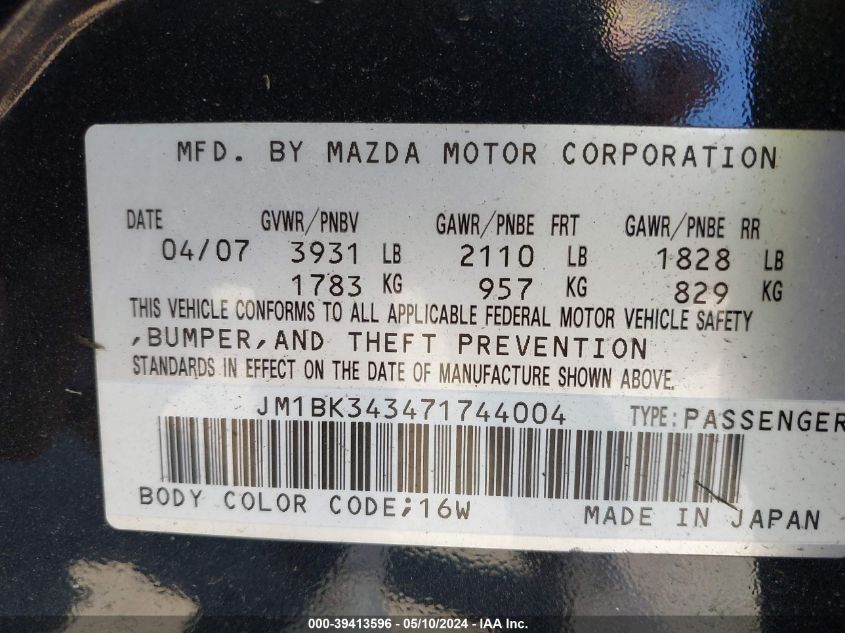 MFD. BY MAZDA MOTOR CORPORATION
DATE GVWR/PNBV GAWR/PNBE FRT GAWR/PNBE RR
04/07 3931 LB 2110 LB 1828 LB
1783 KG 957 KG 829 KG
THIS VEHICLE CONFORMS TO ALL APPLICABLE FEDERAL MOTOR VEHICLE SAFETY
,BUMPER,AND THEFT PREVENTION
STANDARDS IN EFFECT ON THE DATE OF MANUFACTURE SHOWN ABOVE.
JM1BK343471744004 TYPE:PASSENGER
BODY COLOR CODE;16W MADE IN JAPAN
000-39413596 - 05/10/2024 - IAA Inc.